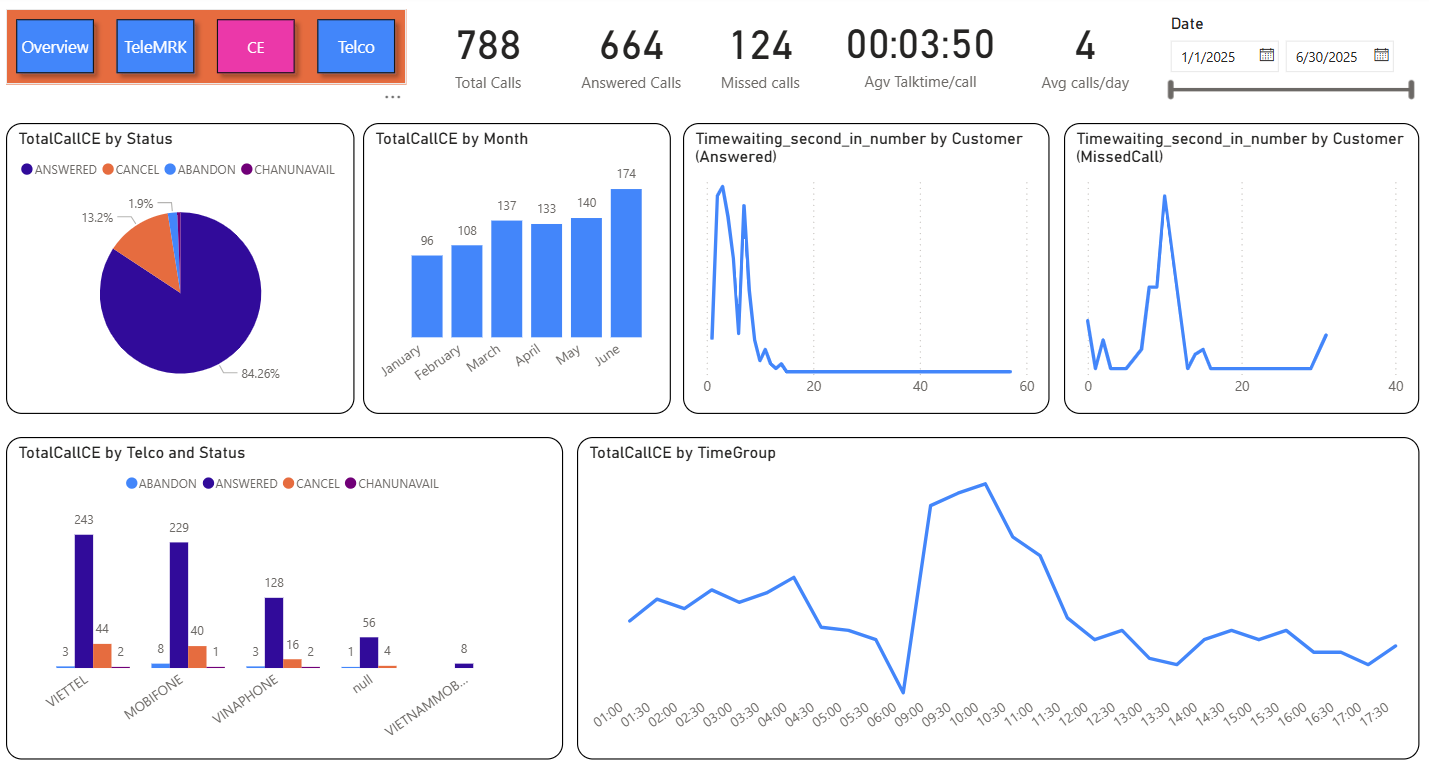 Overview TeleMRK CE Telco
...
788
Total Calls
664
Answered Calls
124
Missed calls
00:03:50
Agv Talktime/call
4
Avg calls/day
Date
1/1/2025 6/30/2025
TotalCallCE by Status
ANSWERED CANCEL ABANDON CHANUNAVAIL
1.9%
13.2%
84.26%
TotalCallCE by Month
174
137 133 140
96 108
January February March April May June
Timewaiting_second_in_number by Customer
(Answered)
0 20 40 60
Timewaiting_second_in_number by Customer
(MissedCall)
0 20 40
TotalCallCE by Telco and Status
ABANDON ANSWERED CANCEL CHANUNAVAIL
3 243 44 2
8 229 40 1
3 128 16 2
1 56 4
8
VIETTEL MOBIFONE VINAPHONE null VIETNAMMOB...
TotalCallCE by TimeGroup
01:00 01:30 02:00 02:30 03:00 03:30 04:00 04:30 05:00 05:30 06:00 09:00 09:30 10:00 10:30 11:00 11:30 12:00 12:30 13:00 13:30 14:00 14:30 15:00 15:30 16:00 16:30 17:00 17:30